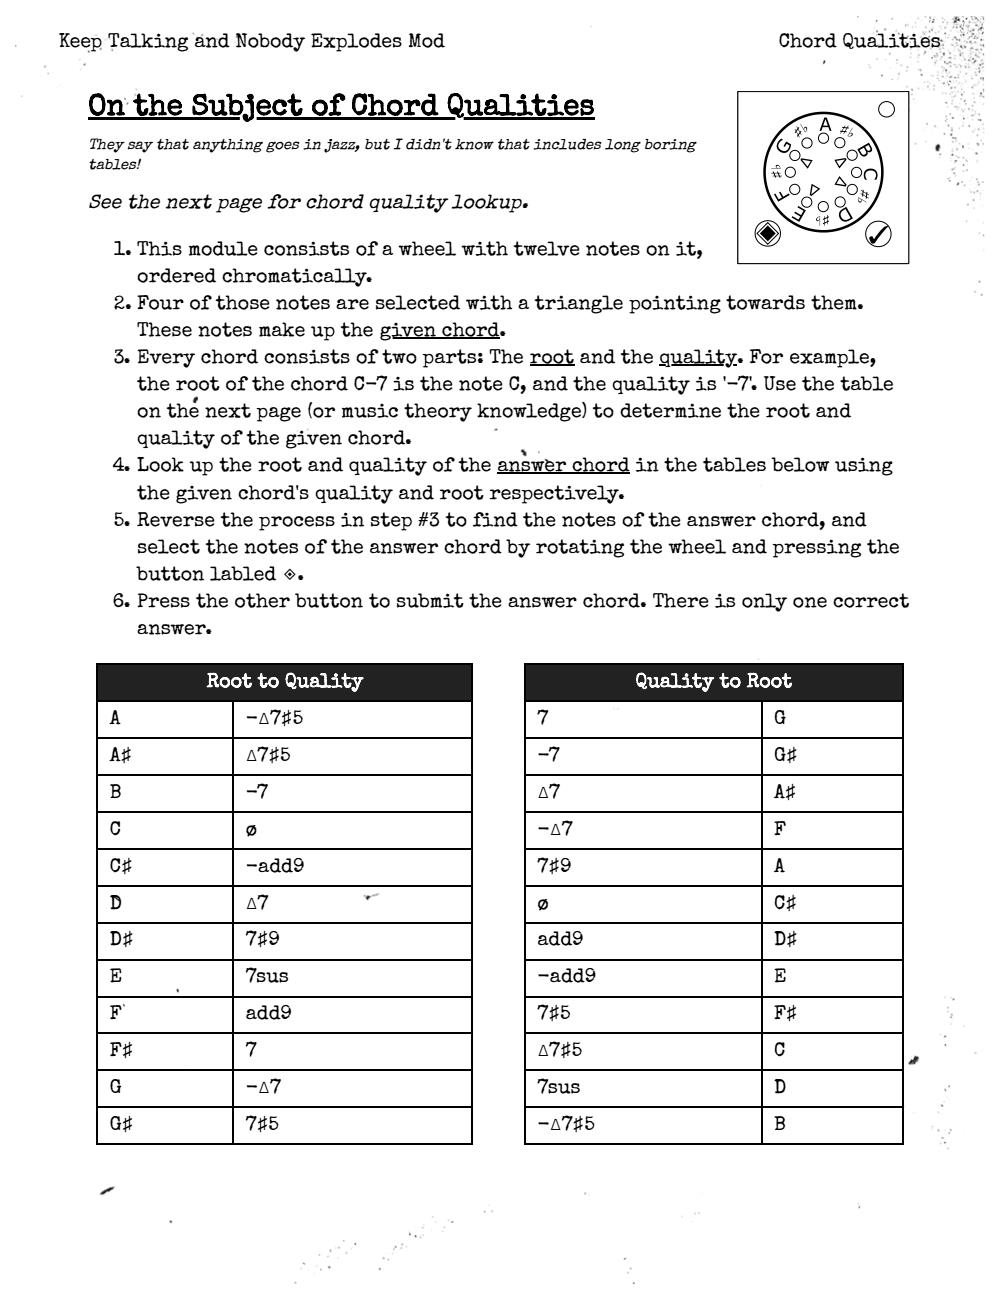 Keep Talking and Nobody Explodes Mod
Chord Qualities
On the Subject of Chord Qualities
They say that anything goes in jazz, but I didn't know that includes long boring
tables!
See the next page for chord quality lookup.
A
♯♭
B
C
♯♭
D
♯♭
E
F
♯♭
G
♯♭
1. This module consists of a wheel with twelve notes on it,
ordered chromatically.
2. Four of those notes are selected with a triangle pointing towards them.
These notes make up the given chord.
3. Every chord consists of two parts: The root and the quality. For example,
the root of the chord C-7 is the note C, and the quality is '-7'. Use the table
on the next page (or music theory knowledge) to determine the root and
quality of the given chord.
4. Look up the root and quality of the answer chord in the tables below using
the given chord's quality and root respectively.
5. Reverse the process in step #3 to find the notes of the answer chord, and
select the notes of the answer chord by rotating the wheel and pressing the
button labled ◈.
6. Press the other button to submit the answer chord. There is only one correct
answer.
Root to Quality
A -∆7♯5
A♯ ∆7♯5
B -7
C ø
C♯ -add9
D ∆7
D♯ 7♯9
E 7sus
F add9
F♯ 7
G -∆7
G♯ 7♯5
Quality to Root
7 G
-7 G♯
∆7 A♯
-∆7 F
7♯9 A
ø C♯
add9 D♯
-add9 E
7♯5 F♯
∆7♯5 C
7sus D
-∆7♯5 B